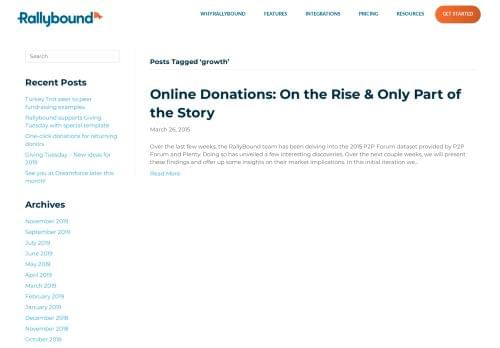 Rallybound
WHY RALLYBOUND
FEATURES
INTEGRATIONS
PRICING
RESOURCES
GET STARTED
Search
Recent Posts
Turkey Trot peer to peer
fundraising examples
Rallybound supports Giving
Tuesday with special template
One-click donations for returning
donors
Giving Tuesday – New ideas for
2019
See you at Dreamforce later this
month!
Archives
November 2019
September 2019
July 2019
June 2019
May 2019
April 2019
March 2019
February 2019
January 2019
December 2018
November 2018
October 2018
Posts Tagged ‘growth’
Online Donations: On the Rise & Only Part of
the Story
March 26, 2015
Over the last few weeks, the RallyBound team has been delving into the 2015 P2P Forum dataset provided by P2P
Forum and Plenty. Doing so has unveiled a few interesting discoveries. Over the next couple weeks, we will present
these findings and offer up some insights on their market implications. In this initial iteration we…
Read More